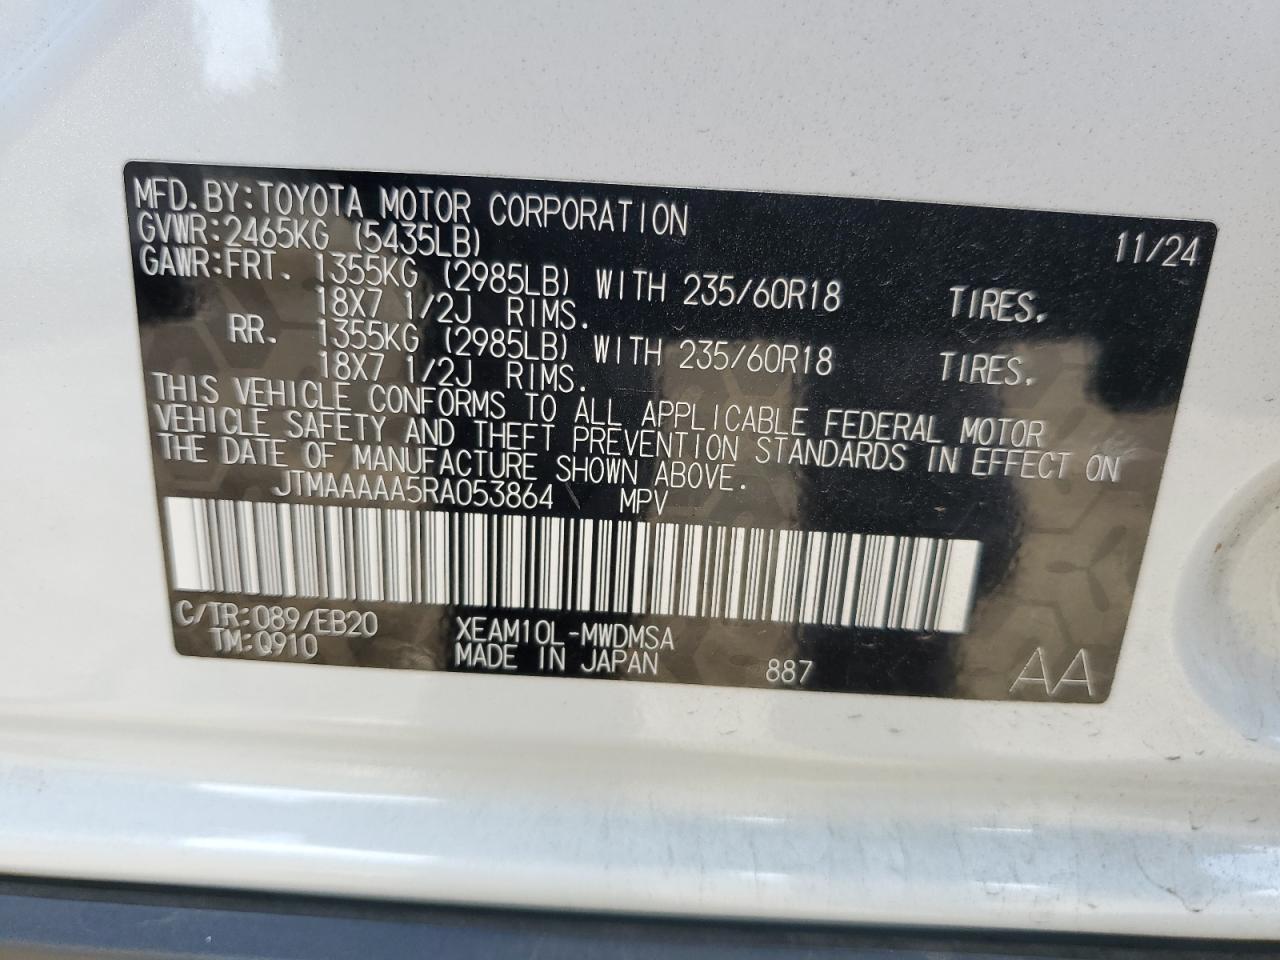 MFD. BY: TOYOTA MOTOR CORPORATION 11/24
GVWR: 2465KG (5435LB)
GAWR: FRT. 1355KG (2985LB) WITH 235/60R18 TIRES.
18X7 1/2J RIMS.
RR. 1355KG (2985LB) WITH 235/60R18 TIRES.
18X7 1/2J RIMS.
THIS VEHICLE CONFORMS TO ALL APPLICABLE FEDERAL MOTOR
VEHICLE SAFETY AND THEFT PREVENTION STANDARDS IN EFFECT ON
THE DATE OF MANUFACTURE SHOWN ABOVE.
JTMAAAAA5RA053864 MPV
C/TR: 089/EB20 XEAM10L-MWDMSA
TM: Q910 MADE IN JAPAN 887 AA